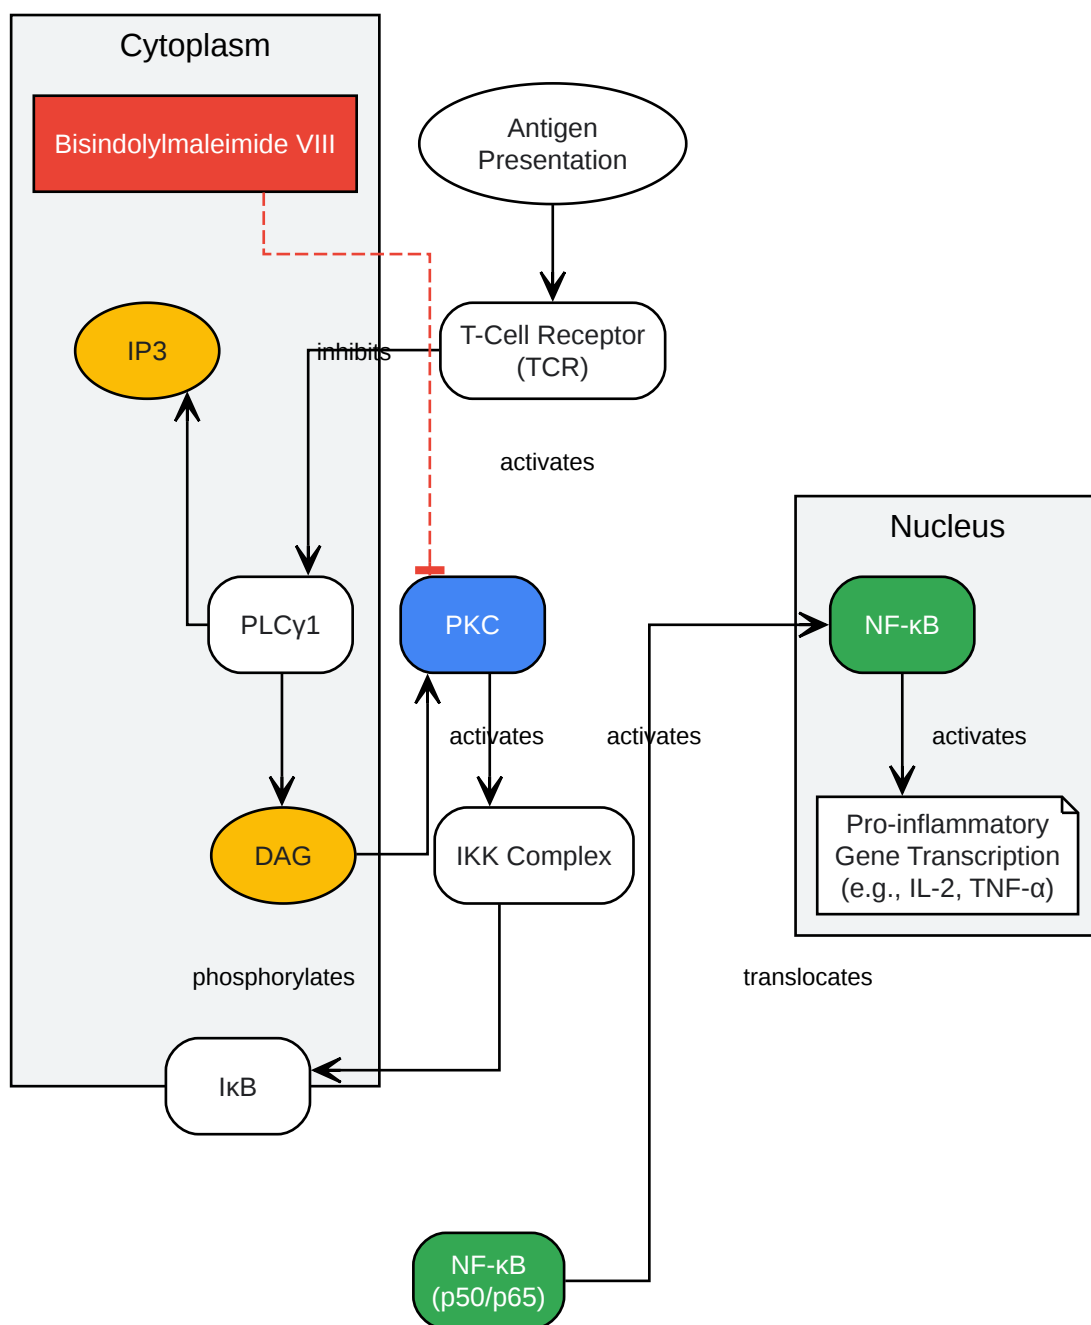 Cytoplasm
Bisindolylmaleimide VIII
Antigen
Presentation
IP3
T-Cell Receptor
(TCR)
inhibits
activates
Nucleus
PLCγ1
PKC
NF-κB
activates
activates
activates
DAG
IKK Complex
Pro-inflammatory
Gene Transcription
(e.g., IL-2, TNF-α)
phosphorylates
translocates
IκB
NF-κB
(p50/p65)